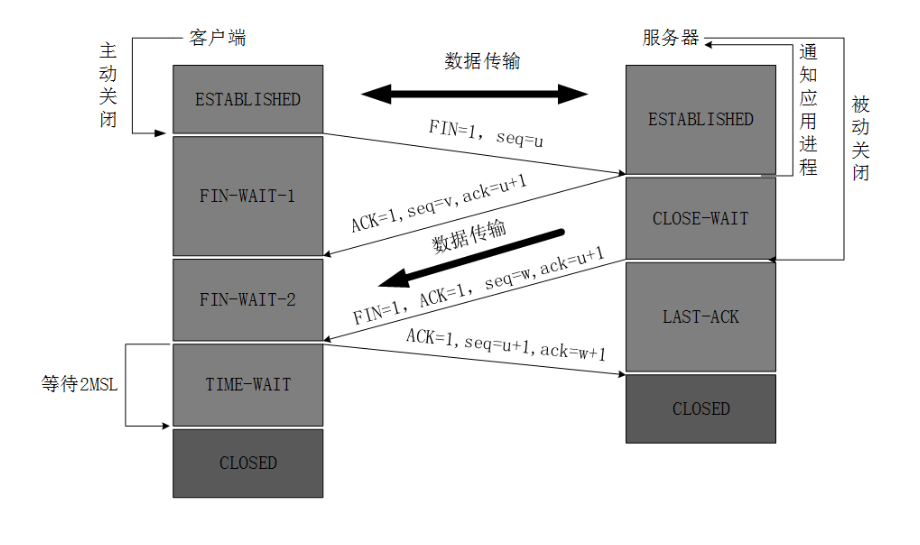 客户端
服务器
主动关闭
数据传输
通知应用进程
被动关闭
ESTABLISHED
ESTABLISHED
FIN=1, seq=u
FIN-WAIT-1
ACK=1,seq=v,ack=u+1
CLOSE-WAIT
数据传输
FIN-WAIT-2
FIN=1, ACK=1, seq=w,ack=u+1
LAST-ACK
ACK=1,seq=u+1,ack=w+1
等待2MSL
TIME-WAIT
CLOSED
CLOSED